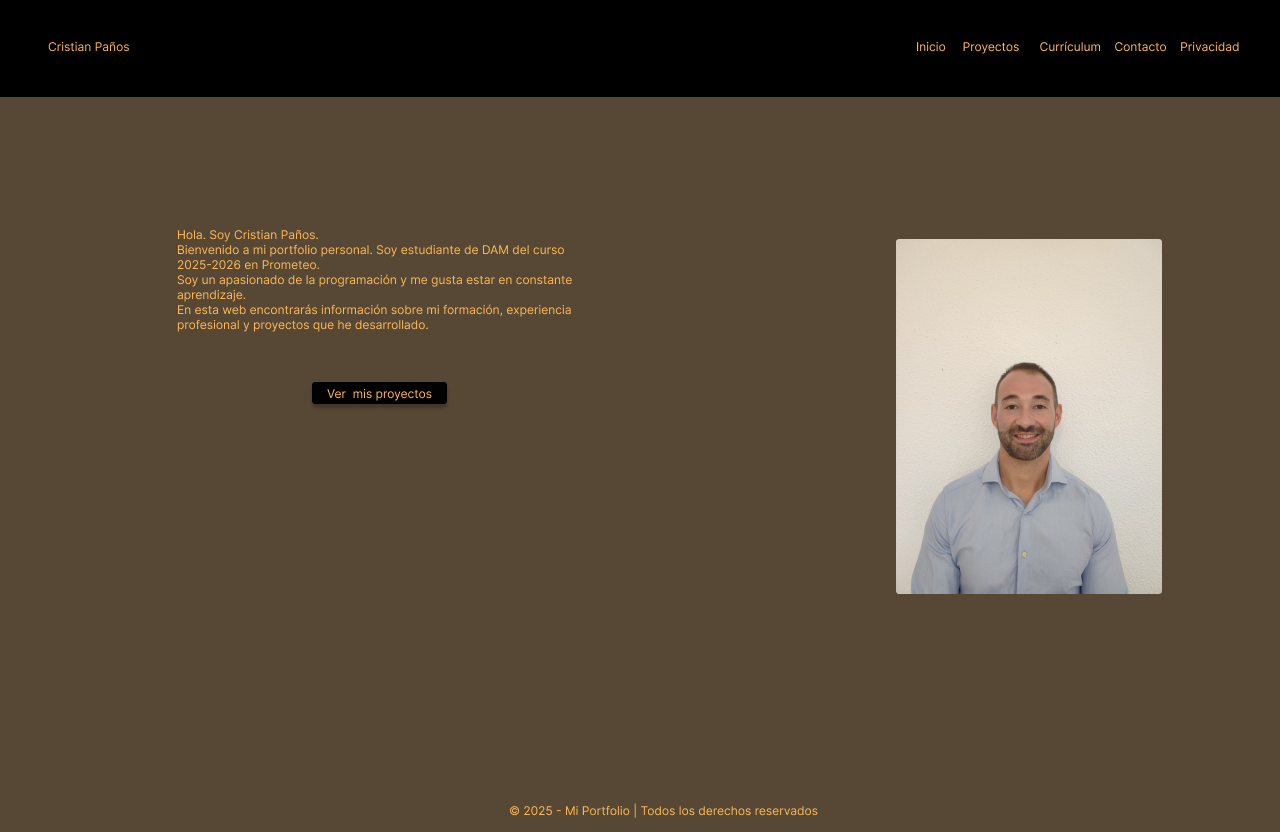 Cristian Paños
Inicio Proyectos Currículum Contacto Privacidad
Hola. Soy Cristian Paños.
Bienvenido a mi portfolio personal. Soy estudiante de DAM del curso
2025-2026 en Prometeo.
Soy un apasionado de la programación y me gusta estar en constante
aprendizaje.
En esta web encontrarás información sobre mi formación, experiencia
profesional y proyectos que he desarrollado.
Ver  mis proyectos
© 2025 - Mi Portfolio | Todos los derechos reservados